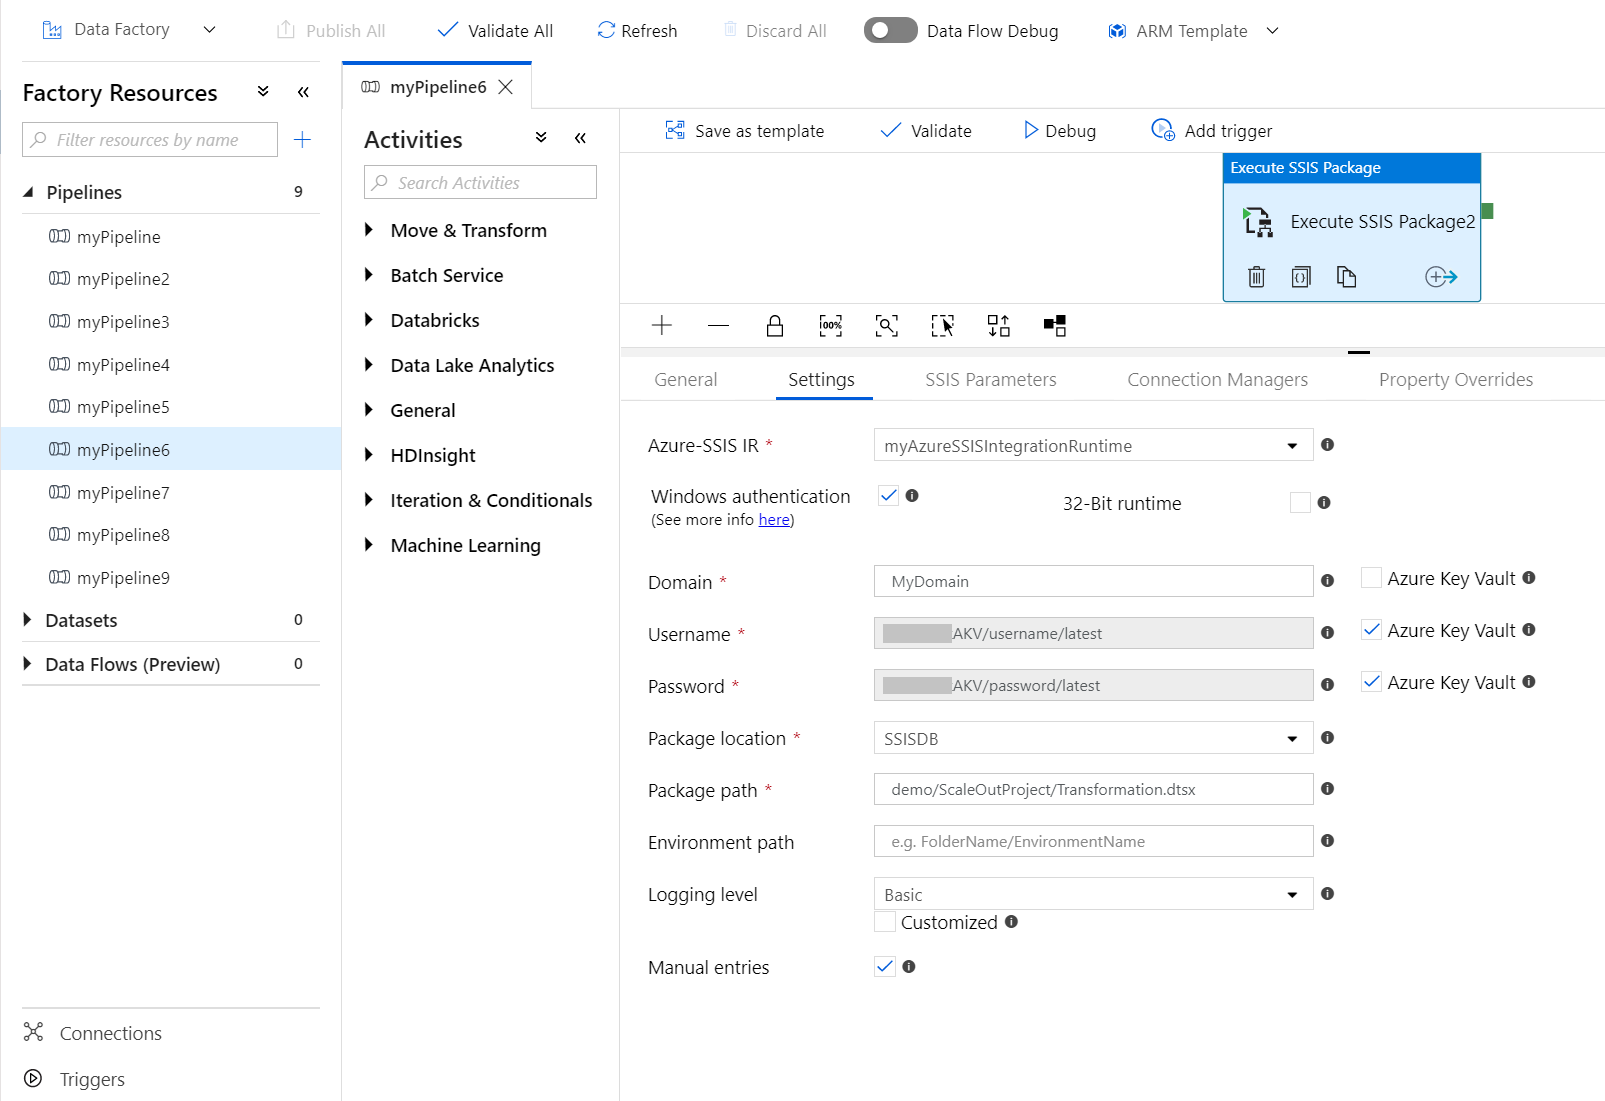 Data Factory
Publish All
Validate All
Refresh
Discard All
Data Flow Debug
ARM Template
Factory Resources
Filter resources by name
Pipelines 9
myPipeline
myPipeline2
myPipeline3
myPipeline4
myPipeline5
myPipeline6
myPipeline7
myPipeline8
myPipeline9
Datasets 0
Data Flows (Preview) 0
Connections
Triggers
myPipeline6
Activities
Search Activities
Move & Transform
Batch Service
Databricks
Data Lake Analytics
General
HDInsight
Iteration & Conditionals
Machine Learning
Save as template
Validate
Debug
Add trigger
Execute SSIS Package
Execute SSIS Package2
100%
General
Settings
SSIS Parameters
Connection Managers
Property Overrides
Azure-SSIS IR * myAzureSSISIntegrationRuntime
Windows authentication
(See more info here)
32-Bit runtime
Domain * MyDomain Azure Key Vault
Username * AKV/username/latest Azure Key Vault
Password * AKV/password/latest Azure Key Vault
Package location * SSISDB
Package path * demo/ScaleOutProject/Transformation.dtsx
Environment path e.g. FolderName/EnvironmentName
Logging level Basic
Customized
Manual entries